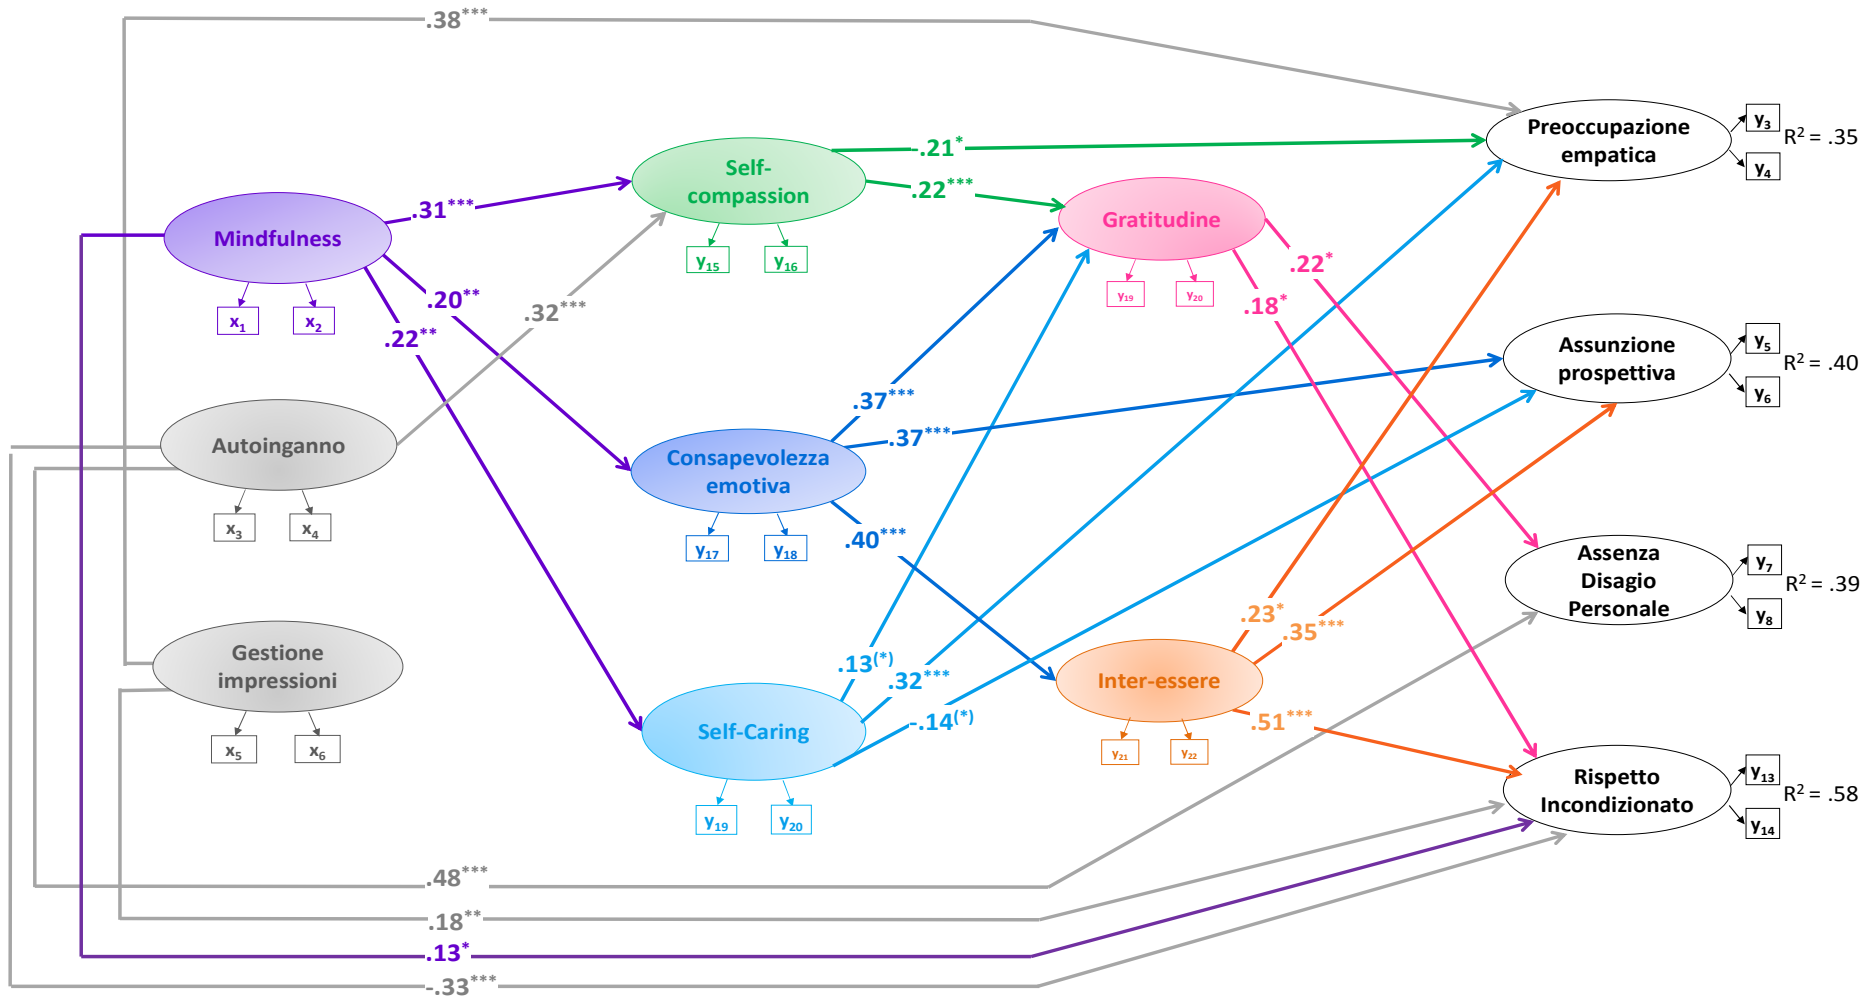 .38***
Preoccupazione
empatica
y3
y4
R2 = .35
Self-
compassion
y15
y16
-.21*
.22***
Mindfulness
x1
x2
.31***
.20**
.22**
.32***
Gratitudine
y19
y20
.22*
.18*
Assunzione
prospettiva
y5
y6
R2 = .40
Autoinganno
x3
x4
Consapevolezza
emotiva
y17
y18
.37***
.37***
.40***
Assenza
Disagio
Personale
y7
y8
R2 = .39
Gestione
impressioni
x5
x6
Self-Caring
y19
y20
.13(*)
.32***
-.14(*)
Inter-essere
y21
y22
.23*
.35***
.51***
Rispetto
Incondizionato
y13
y14
R2 = .58
.48***
.18**
.13*
-.33***